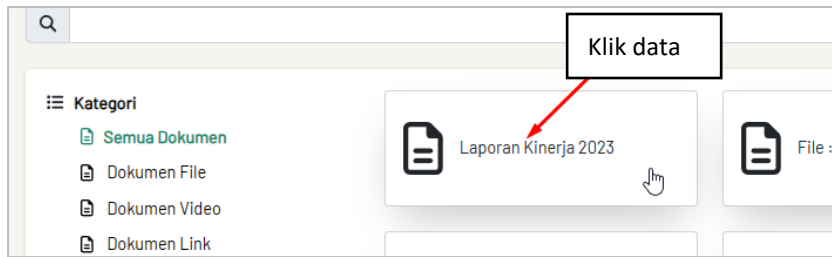 Klik data
Kategori
Semua Dokumen
Dokumen File
Dokumen Video
Dokumen Link
Laporan Kinerja 2023
File :